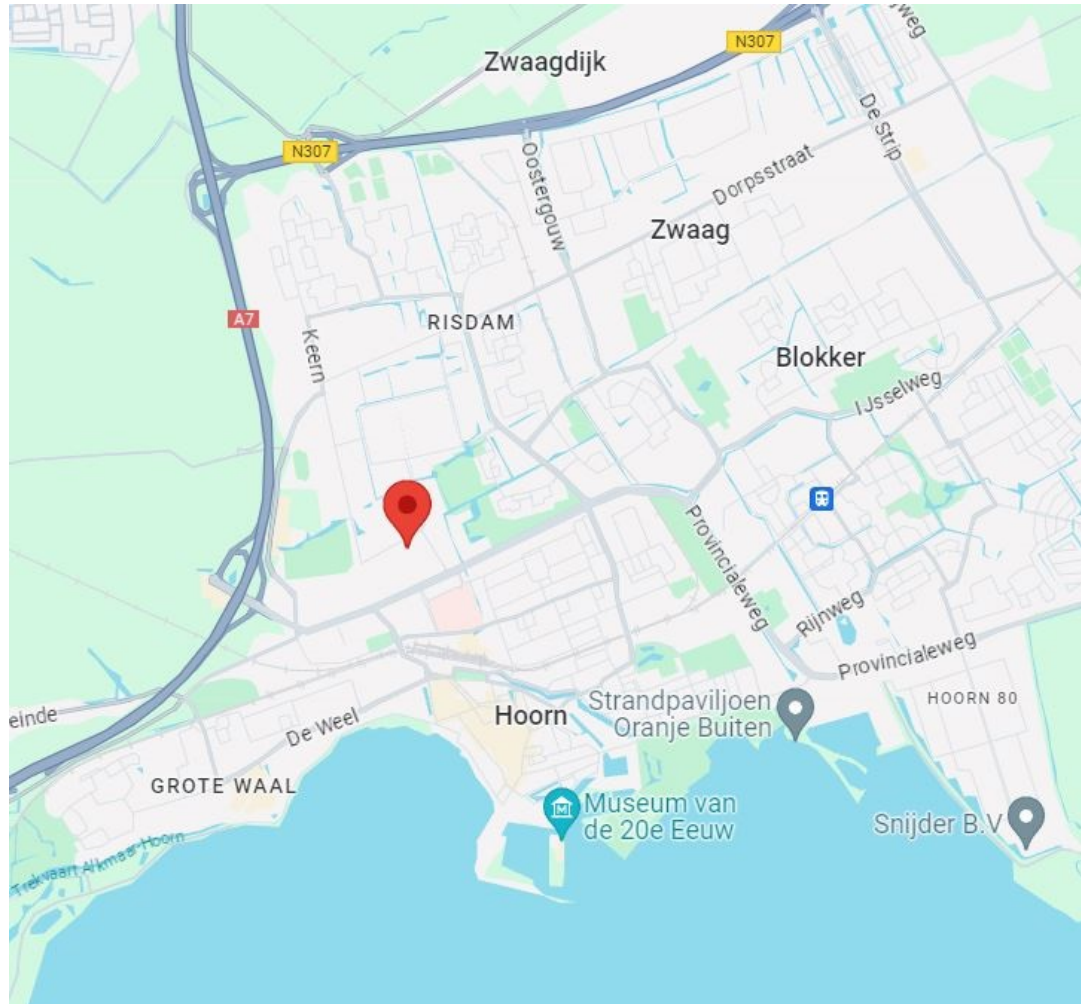 Zwaagdijk
N307
N307
De Strip
Oostergouw
Dorpsstraat
Zwaag
A7
RISDAM
Keern
Blokker
IJsselweg
Provincialeweg
Rijnweg
Provincialeweg
HOORN 80
Strandpaviljoen
Oranje Buiten
Hoorn
einde
De Weel
GROTE WAAL
Museum van
de 20e Eeuw
Snijder B.V
Trekvaart Alkmaar-Hoorn